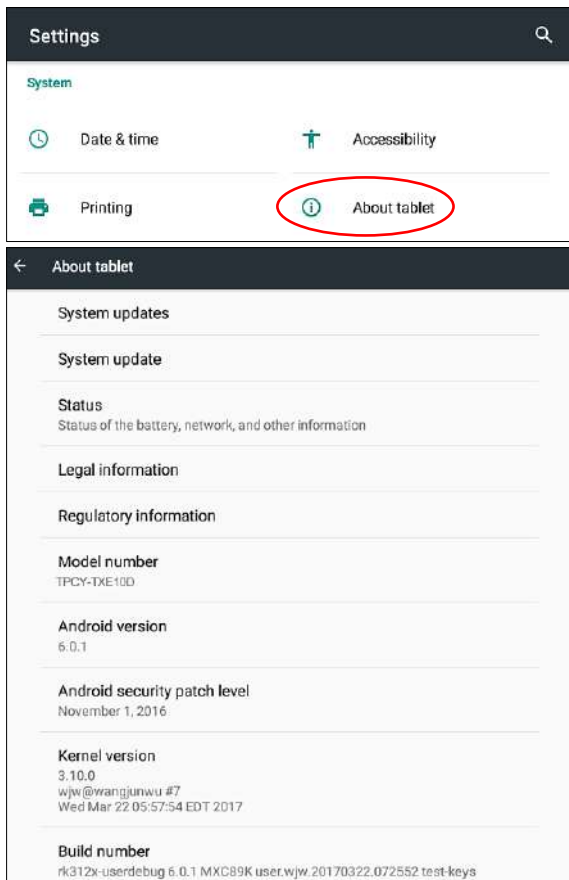 Settings
System
Date & time
Accessibility
Printing
About tablet
About tablet
System updates
System update
Status
Status of the battery, network, and other information
Legal information
Regulatory information
Model number
TPCY-TXE10D
Android version
6.0.1
Android security patch level
November 1, 2016
Kernel version
3.10.0
wjw@wangjunwu #7
Wed Mar 22 05:57:54 EDT 2017
Build number
rk312x-userdebug 6.0.1 MXC89K user.wjw.20170322.072552 test-keys